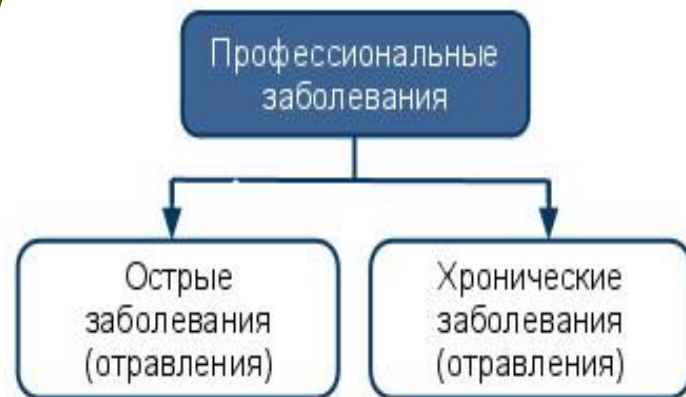 Профессиональные
заболевания
Острые
заболевания
(отравления)
Хронические
заболевания
(отравления)